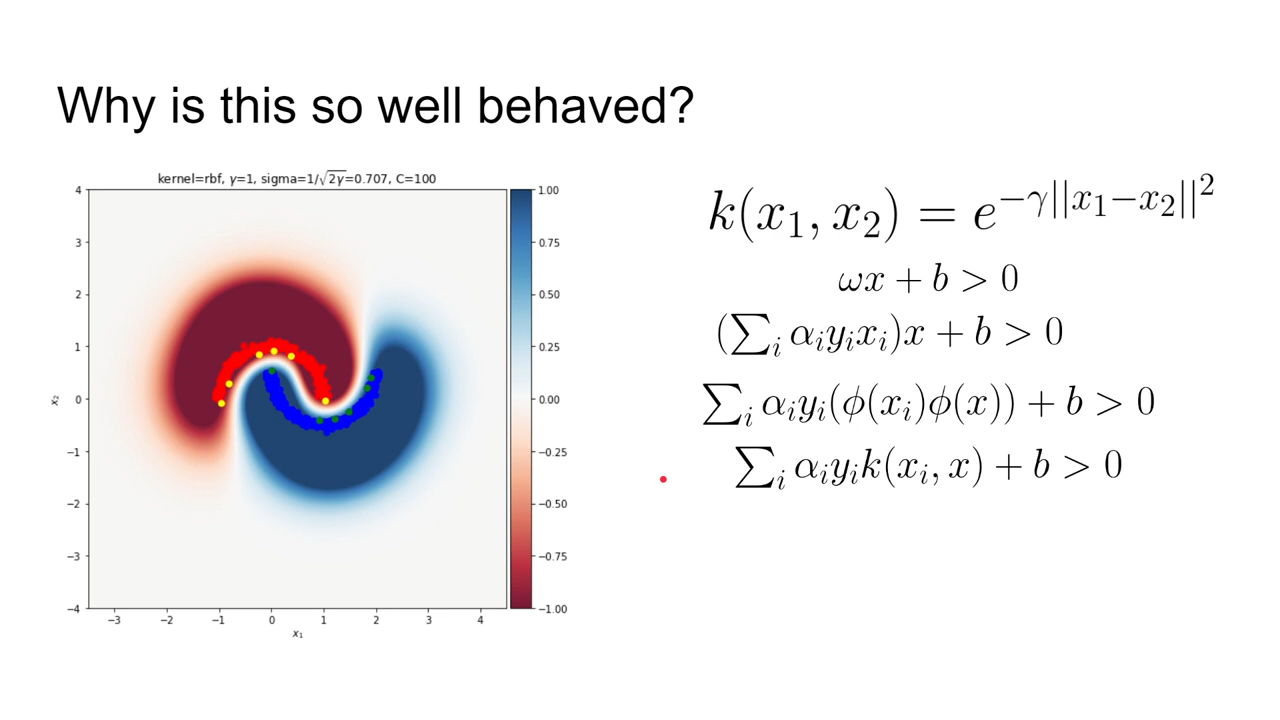 Why is this so well behaved?
kernel=rbf, γ=1, sigma=1/√2γ=0.707, C=100
4
3
2
1
0
−1
−2
−3
−4
x₂
−3 −2 −1 0 1 2 3 4
x₁
1.00
0.75
0.50
0.25
0.00
−0.25
−0.50
−0.75
−1.00
k(x₁, x₂) = e^{−γ||x₁−x₂||²}
ωx + b > 0
(∑ᵢ αᵢyᵢxᵢ)x + b > 0
∑ᵢ αᵢyᵢ(ϕ(xᵢ)ϕ(x)) + b > 0
∑ᵢ αᵢyᵢk(xᵢ, x) + b > 0